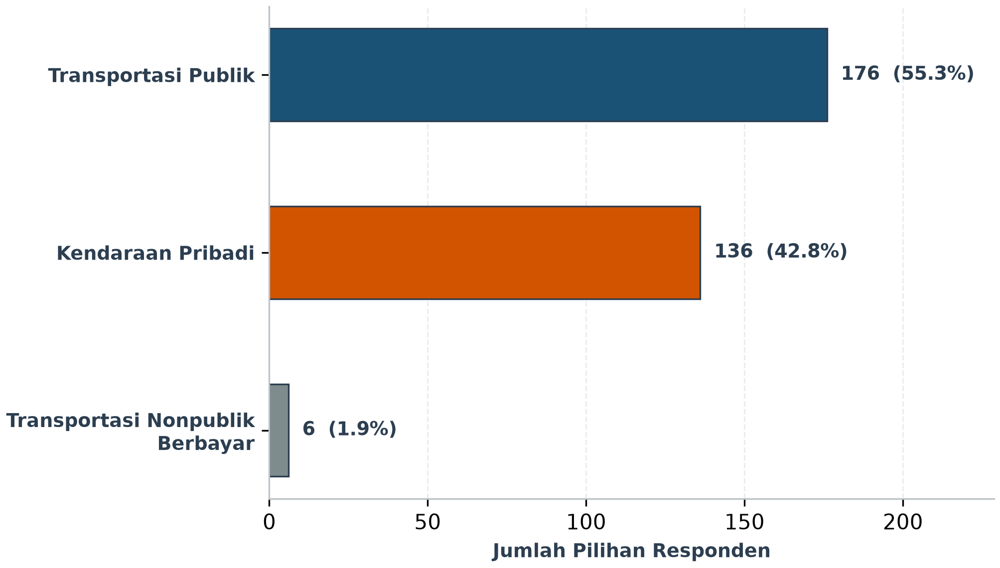 Transportasi Publik
176 (55.3%)
Kendaraan Pribadi
136 (42.8%)
Transportasi Nonpublik
Berbayar
6 (1.9%)
0 50 100 150 200
Jumlah Pilihan Responden